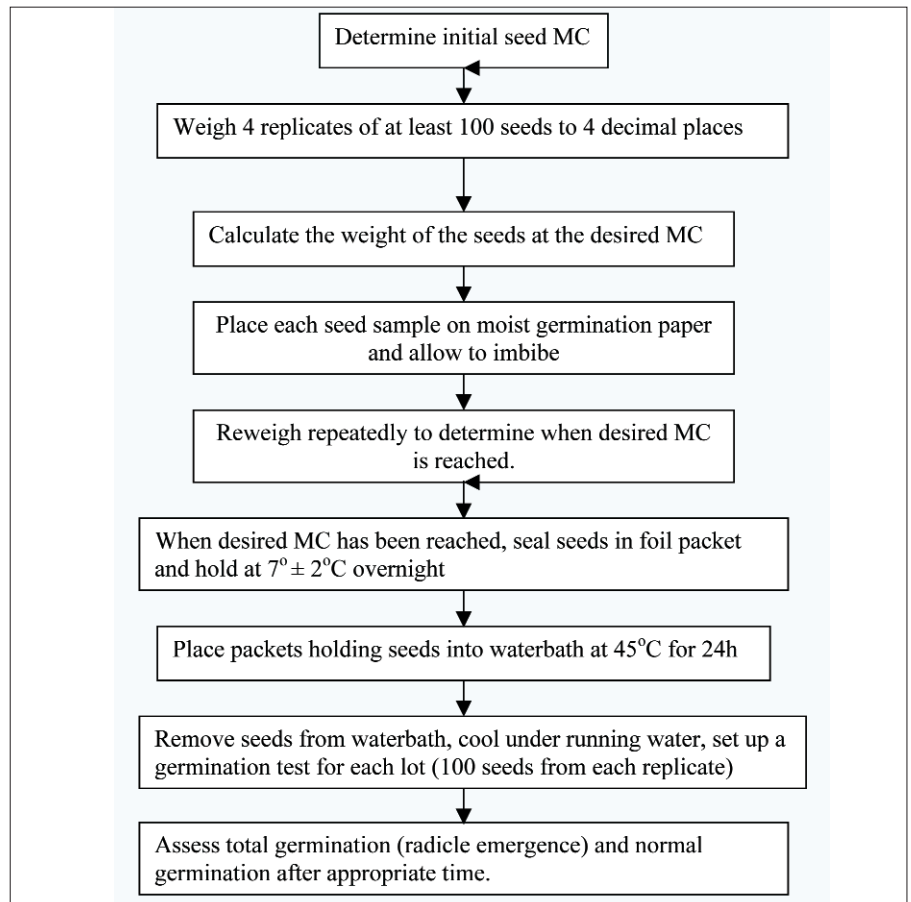 Determine initial seed MC
Weigh 4 replicates of at least 100 seeds to 4 decimal places
Calculate the weight of the seeds at the desired MC
Place each seed sample on moist germination paper
and allow to imbibe
Reweigh repeatedly to determine when desired MC
is reached.
When desired MC has been reached, seal seeds in foil packet
and hold at 7° ± 2°C overnight
Place packets holding seeds into waterbath at 45°C for 24h
Remove seeds from waterbath, cool under running water, set up a
germination test for each lot (100 seeds from each replicate)
Assess total germination (radicle emergence) and normal
germination after appropriate time.